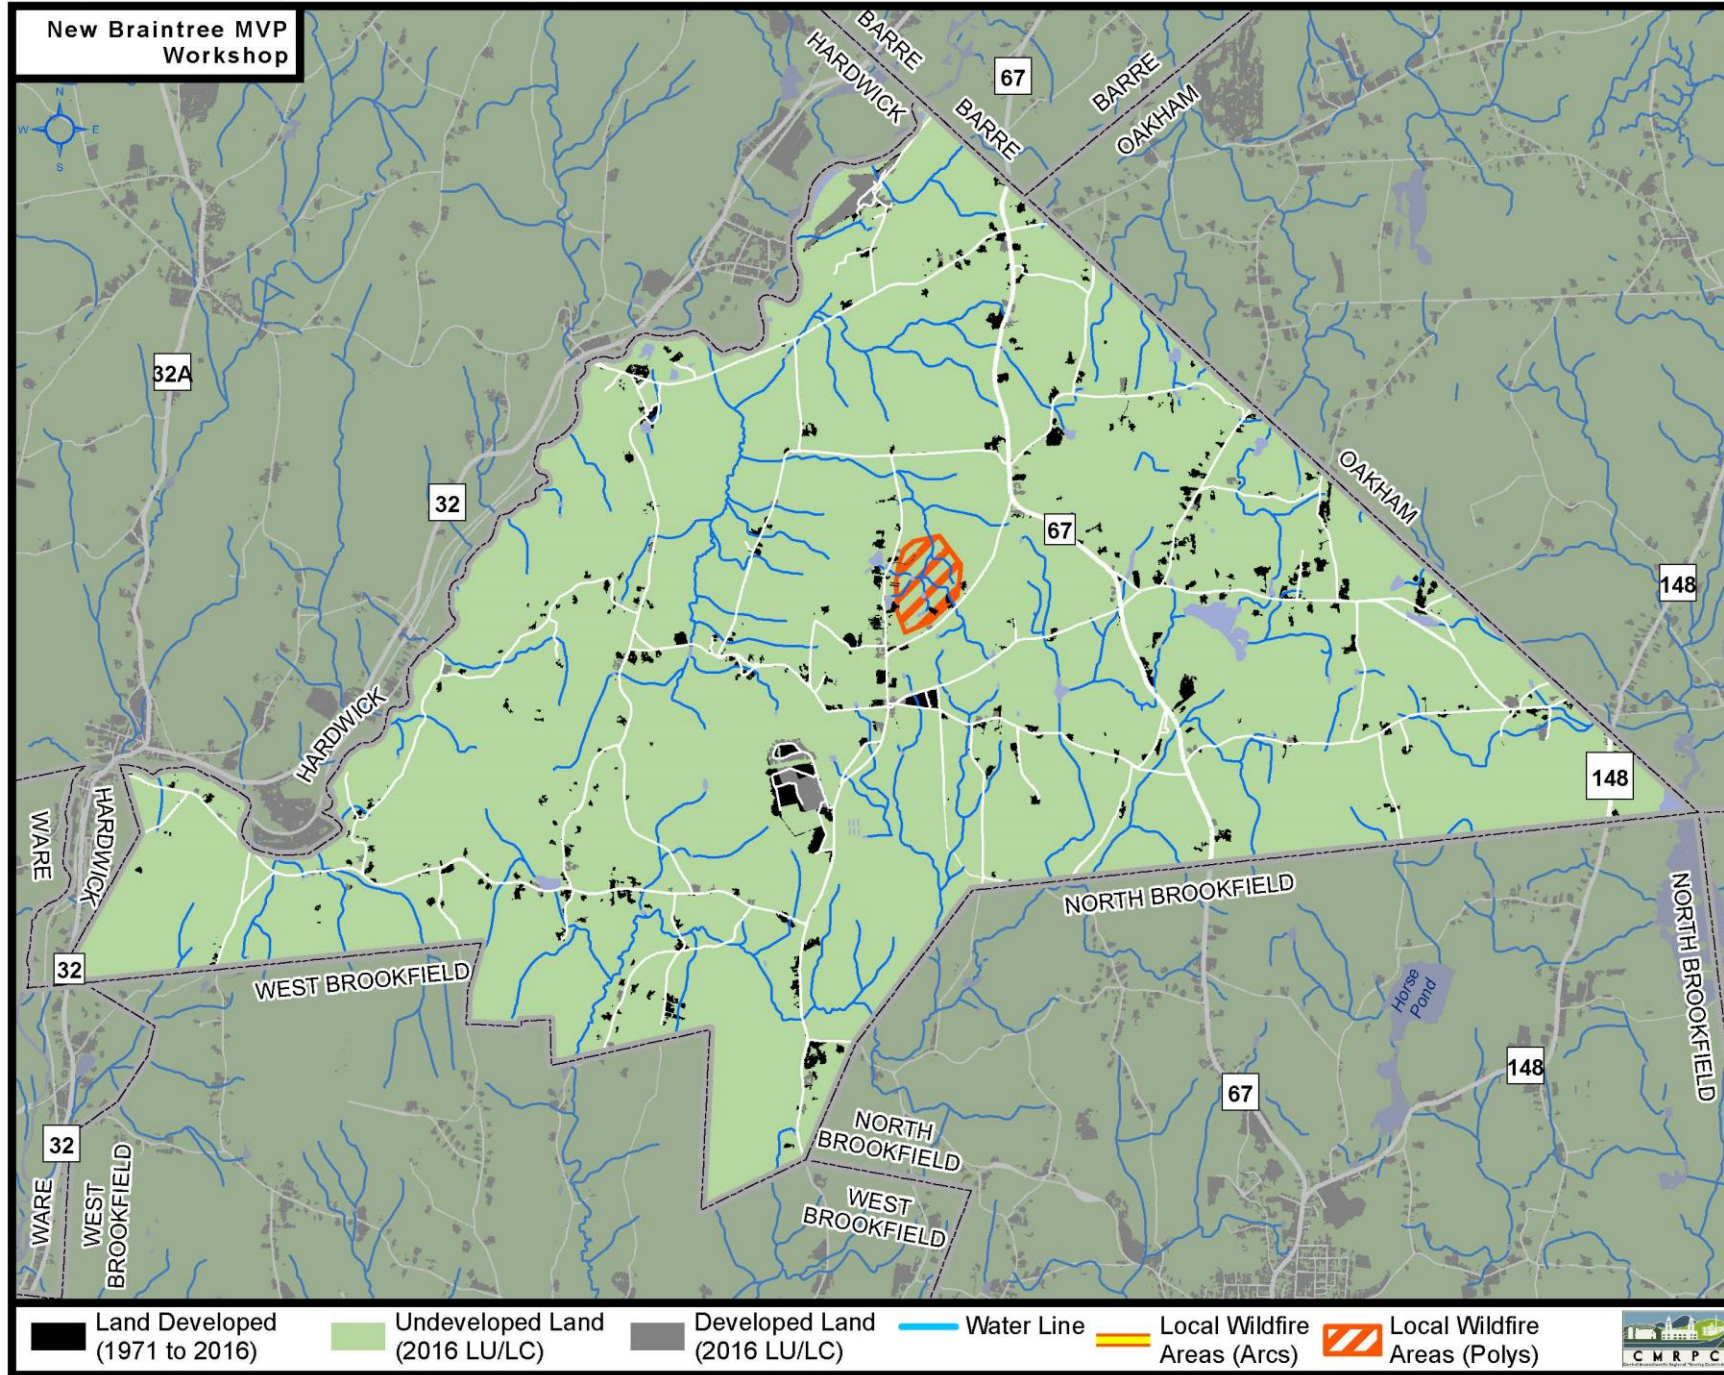 New Braintree MVP
Workshop
N
W
E
S
BARRE
HARDWICK
67
BARRE
BARRE
OAKHAM
32A
32
67
OAKHAM
148
HARDWICK
WARE
HARDWICK
148
32
WEST BROOKFIELD
NORTH BROOKFIELD
NORTH BROOKFIELD
Horse
Pond
148
67
32
WARE
WEST
BROOKFIELD
NORTH
BROOKFIELD
WEST
BROOKFIELD
Land Developed
(1971 to 2016)
Undeveloped Land
(2016 LU/LC)
Developed Land
(2016 LU/LC)
Water Line
Local Wildfire
Areas (Arcs)
Local Wildfire
Areas (Polys)
CMRPC